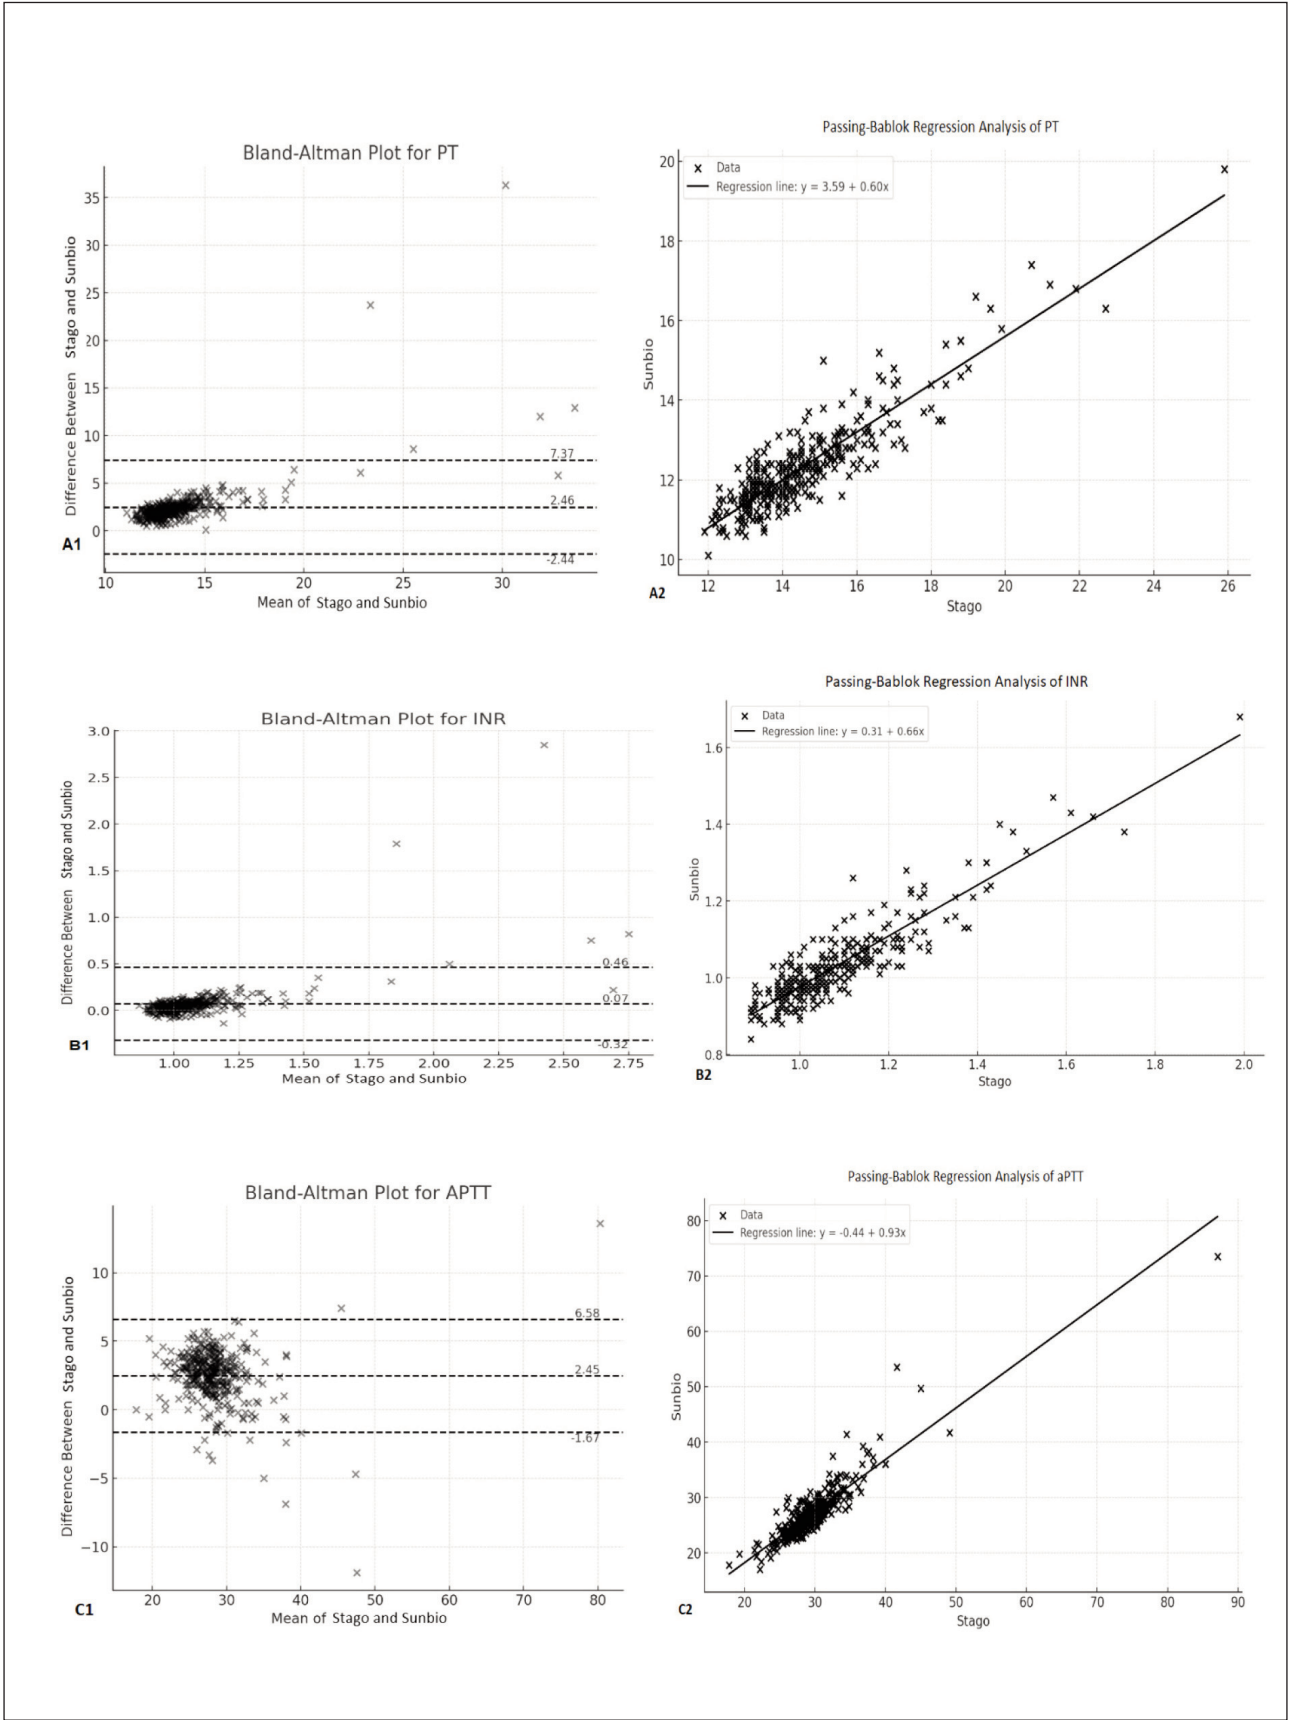 Bland-Altman Plot for PT
Difference Between Stago and Sunbio
35
30
25
20
15
10
5
0
7.37
2.46
-2.44
10 15 20 25 30
Mean of Stago and Sunbio
A1
Passing-Bablok Regression Analysis of PT
Data
Regression line: y = 3.59 + 0.60x
Sunbio
20
18
16
14
12
10
12 14 16 18 20 22 24 26
Stago
A2
Bland-Altman Plot for INR
Difference Between Stago and Sunbio
3.0
2.5
2.0
1.5
1.0
0.5
0.0
0.46
0.07
-0.32
1.00 1.25 1.50 1.75 2.00 2.25 2.50 2.75
Mean of Stago and Sunbio
B1
Passing-Bablok Regression Analysis of INR
Data
Regression line: y = 0.31 + 0.66x
Sunbio
1.6
1.4
1.2
1.0
0.8
1.0 1.2 1.4 1.6 1.8 2.0
Stago
B2
Bland-Altman Plot for APTT
Difference Between Stago and Sunbio
10
5
0
−5
−10
6.58
2.45
-1.67
20 30 40 50 60 70 80
Mean of Stago and Sunbio
C1
Passing-Bablok Regression Analysis of aPTT
Data
Regression line: y = -0.44 + 0.93x
Sunbio
80
70
60
50
40
30
20
20 30 40 50 60 70 80 90
Stago
C2